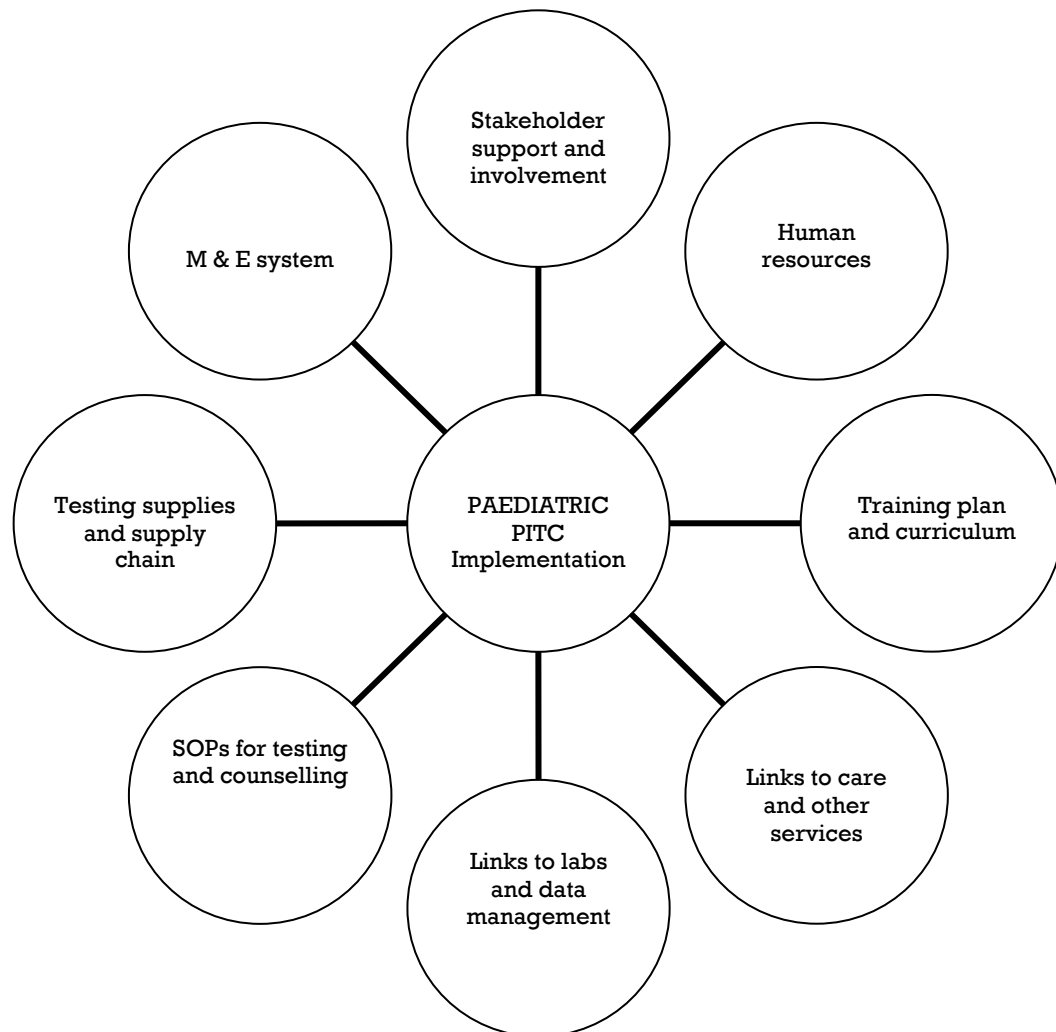 Stakeholder
support and
involvement
Human
resources
M & E system
Training plan
and curriculum
PAEDIATRIC
PITC
Implementation
Testing supplies
and supply
chain
SOPs for testing
and counselling
Links to care
and other
services
Links to labs
and data
management